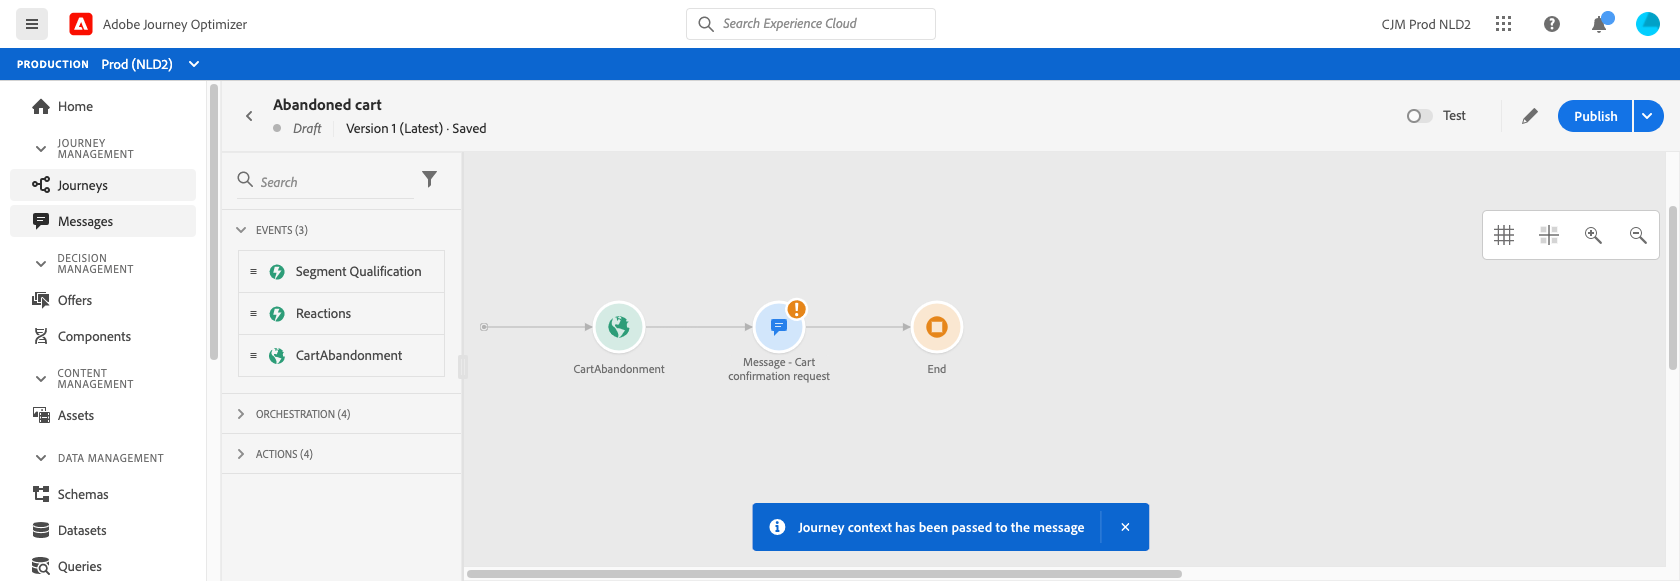 Adobe Journey Optimizer
Search Experience Cloud
CJM Prod NLD2
PRODUCTION Prod (NLD2)
Home
JOURNEY
MANAGEMENT
Journeys
Messages
DECISION
MANAGEMENT
Offers
Components
CONTENT
MANAGEMENT
Assets
DATA MANAGEMENT
Schemas
Datasets
Queries
Abandoned cart
Draft Version 1 (Latest) · Saved
Test
Publish
Search
EVENTS (3)
Segment Qualification
Reactions
CartAbandonment
ORCHESTRATION (4)
ACTIONS (4)
CartAbandonment
Message - Cart
confirmation request
End
Journey context has been passed to the message